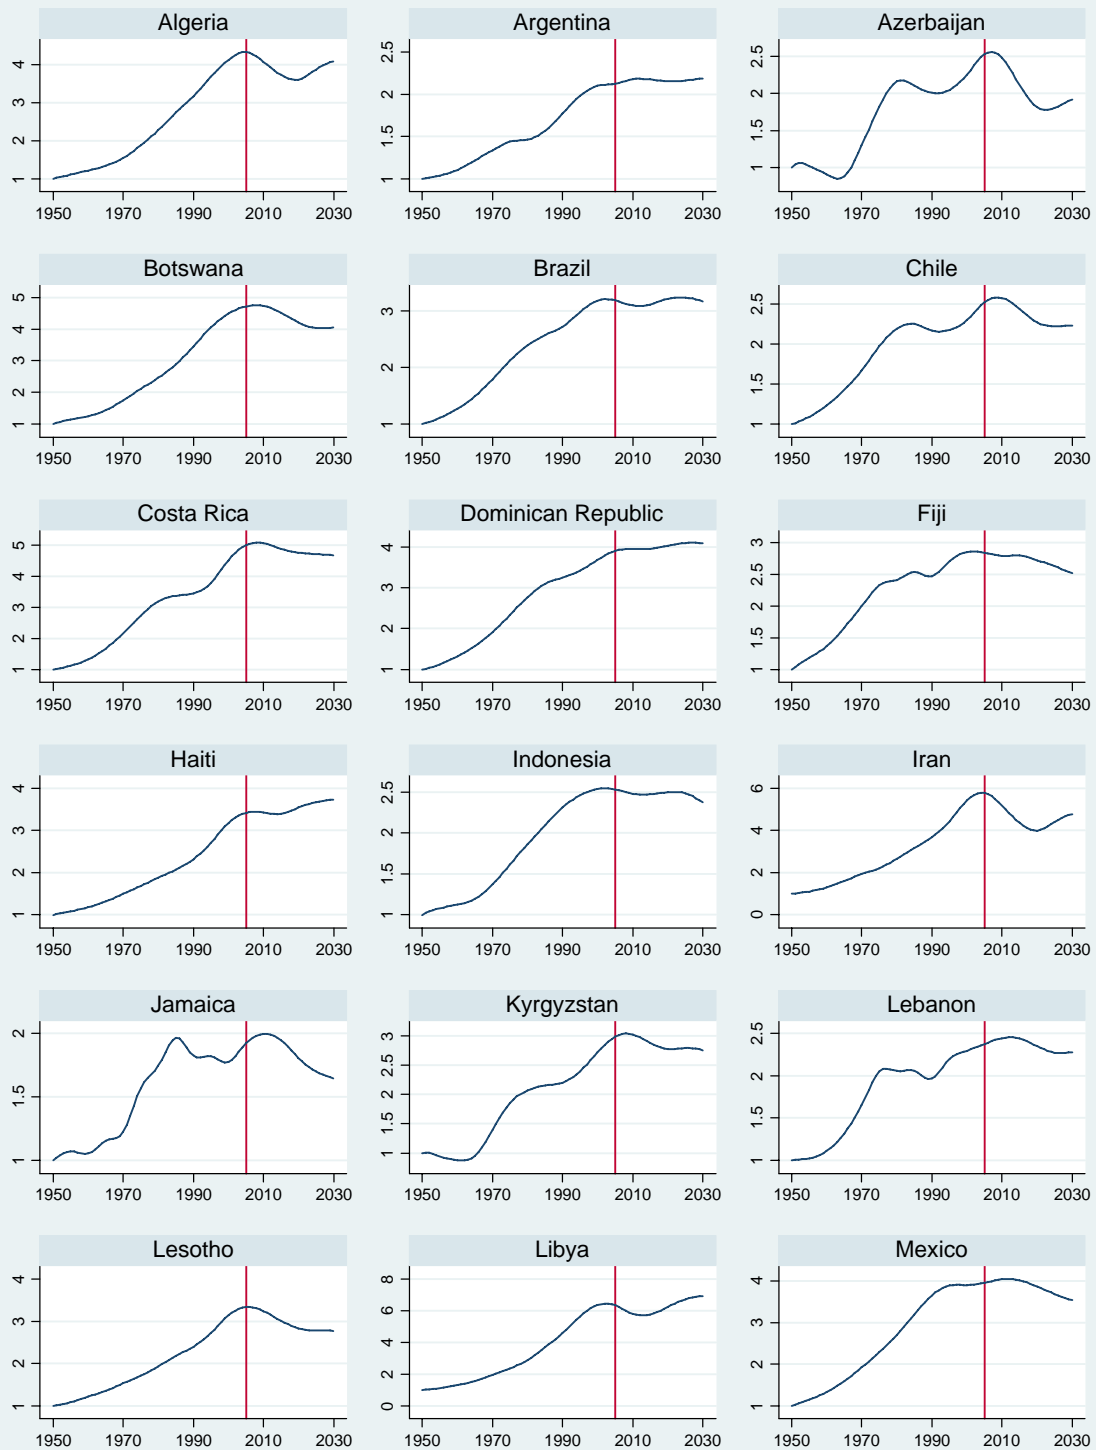 Algeria Argentina Azerbaijan
4 3 2 1
2.5 2 1.5 1
2.5 2 1.5 1
1950 1970 1990 2010 2030 1950 1970 1990 2010 2030 1950 1970 1990 2010 2030
Botswana Brazil Chile
5 4 3 2 1
3 2 1
2.5 2 1.5 1
1950 1970 1990 2010 2030 1950 1970 1990 2010 2030 1950 1970 1990 2010 2030
Costa Rica Dominican Republic Fiji
5 4 3 2 1
4 3 2 1
3 2.5 2 1.5 1
1950 1970 1990 2010 2030 1950 1970 1990 2010 2030 1950 1970 1990 2010 2030
Haiti Indonesia Iran
4 3 2 1
2.5 2 1.5 1
6 4 2 0
1950 1970 1990 2010 2030 1950 1970 1990 2010 2030 1950 1970 1990 2010 2030
Jamaica Kyrgyzstan Lebanon
2 1.5 1
3 2.5 2 1.5 1
2.5 2 1.5 1
1950 1970 1990 2010 2030 1950 1970 1990 2010 2030 1950 1970 1990 2010 2030
Lesotho Libya Mexico
4 3 2 1
8 6 4 2 0
4 3 2 1
1950 1970 1990 2010 2030 1950 1970 1990 2010 2030 1950 1970 1990 2010 2030